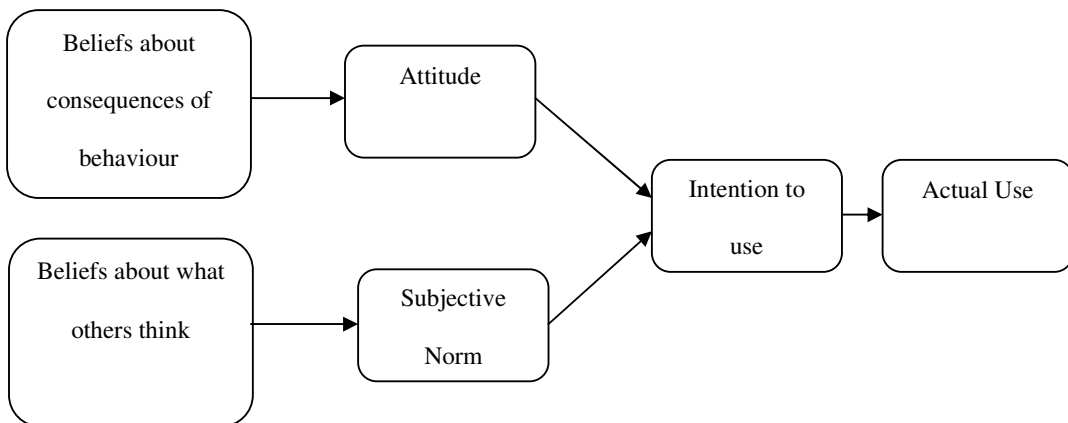 Beliefs about
consequences of
behaviour
Attitude
Intention to
use
Actual Use
Beliefs about what
others think
Subjective
Norm